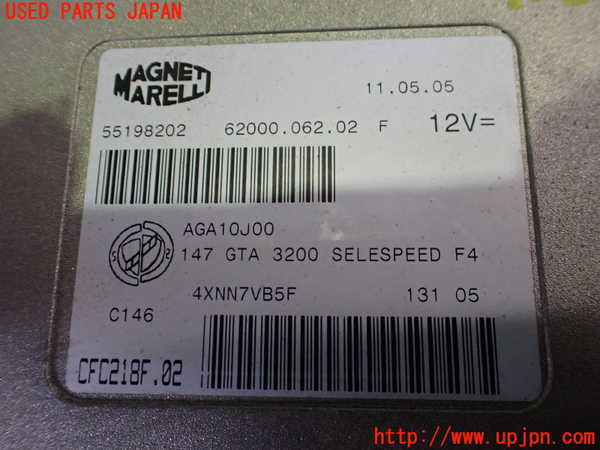 USED PARTS JAPAN
MAGNETI
MARELLI
11.05.05
55198202 62000.062.02 F 12V=
AGA10J00
147 GTA 3200 SELESPEED F4
4XNN7VB5F 131 05
C146
CFC218F.02
http://www.upjpn.com/